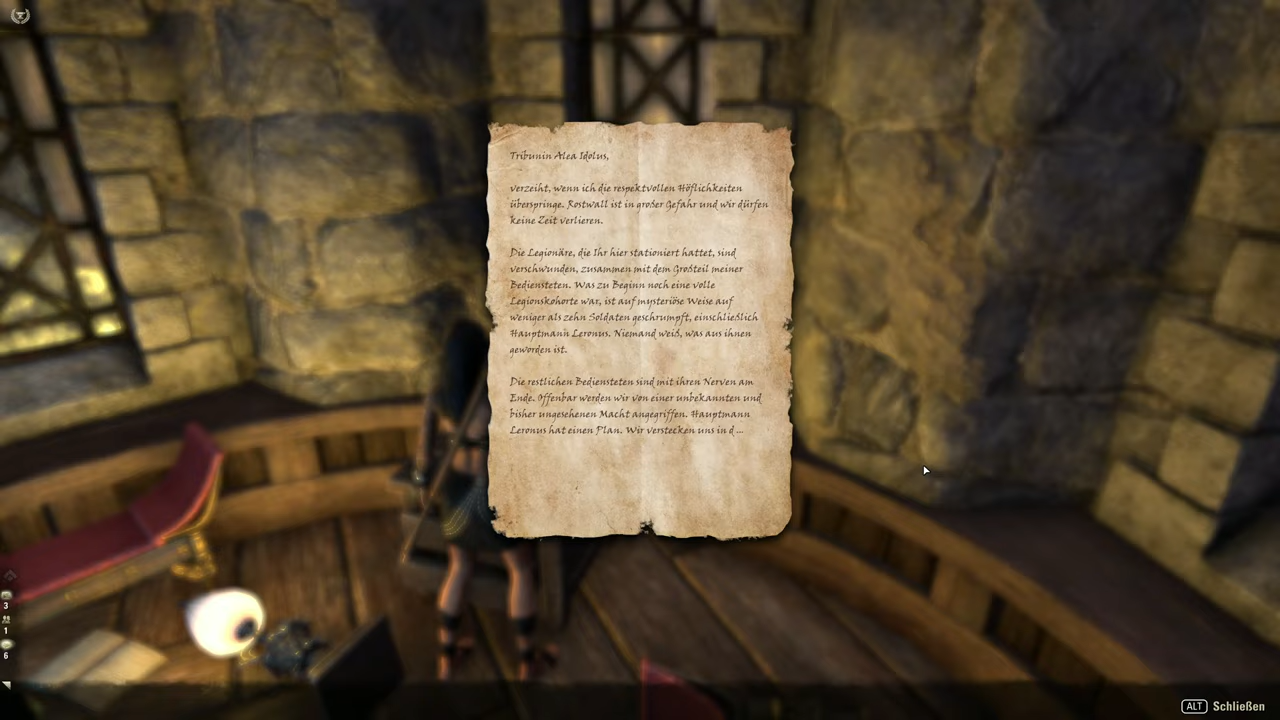 Tribunin Alea Idolus,
verzeiht, wenn ich die respektvollen Höflichkeiten
überspringe. Rostwall ist in großer Gefahr und wir dürfen
keine Zeit verlieren.
Die Legionäre, die Ihr hier stationiert hattet, sind
verschwunden, zusammen mit dem Großteil meiner
Bediensteten. Was zu Beginn noch eine volle
Legionskohorte war, ist auf mysteriöse Weise auf
weniger als zehn Soldaten geschrumpft, einschließlich
Hauptmann Leronus. Niemand weiß, was aus ihnen
geworden ist.
Die restlichen Bediensteten sind mit ihren Nerven am
Ende. Offenbar werden wir von einer unbekannten und
bisher ungesehenen Macht angegriffen. Hauptmann
Leronus hat einen Plan. Wir verstecken uns in d ...
3
1
6
ALT Schließen